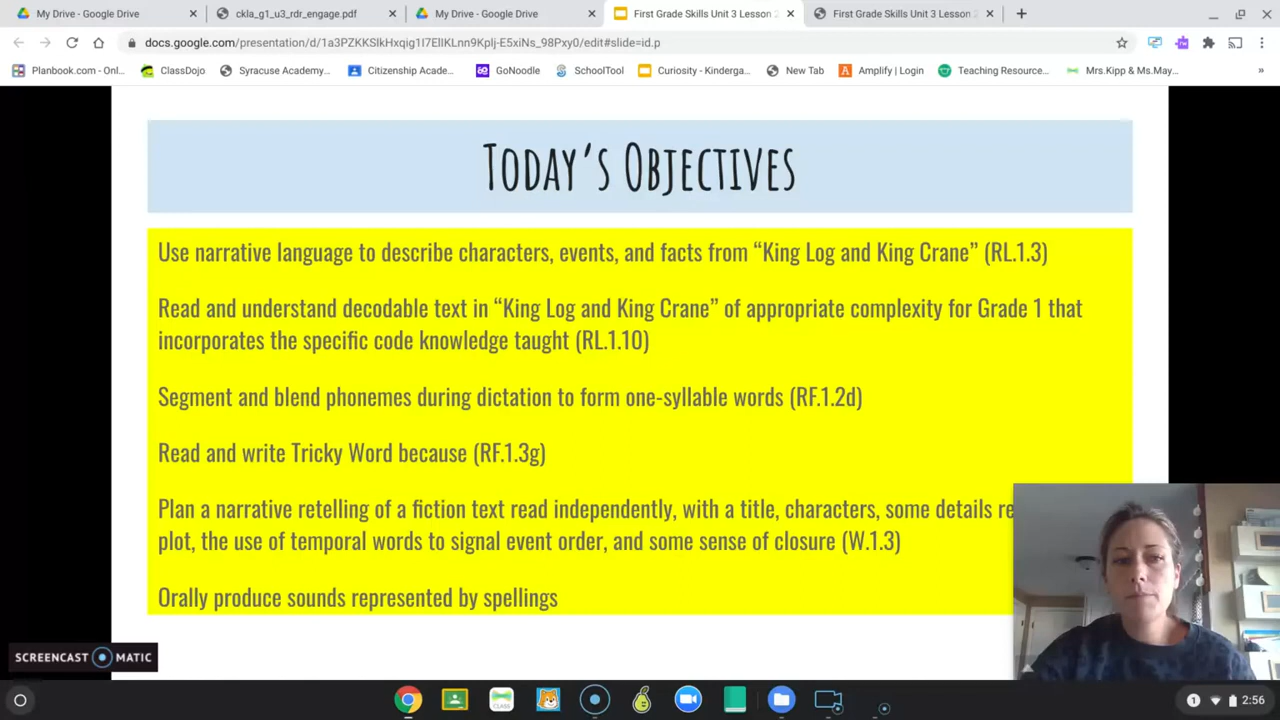 My Drive - Google Drive
ckla_g1_u3_rdr_engage.pdf
My Drive - Google Drive
First Grade Skills Unit 3 Lesson
First Grade Skills Unit 3 Lesson
docs.google.com/presentation/d/1a3PZKKSlkHxqig1I7EllKLnn9Kplj-E5xiNs_98Pxy0/edit#slide=id.p
Planbook.com - Onl...
ClassDojo
Syracuse Academy...
Citizenship Acade...
GoNoodle
SchoolTool
Curiosity - Kinderga...
New Tab
Amplify | Login
Teaching Resource...
Mrs.Kipp & Ms.May...
»
Today's Objectives
Use narrative language to describe characters, events, and facts from “King Log and King Crane” (RL.1.3)
Read and understand decodable text in “King Log and King Crane” of appropriate complexity for Grade 1 that
incorporates the specific code knowledge taught (RL.1.10)
Segment and blend phonemes during dictation to form one-syllable words (RF.1.2d)
Read and write Tricky Word because (RF.1.3g)
Plan a narrative retelling of a fiction text read independently, with a title, characters, some details re
plot, the use of temporal words to signal event order, and some sense of closure (W.1.3)
Orally produce sounds represented by spellings
SCREENCAST MATIC
CLASS
1
2:56